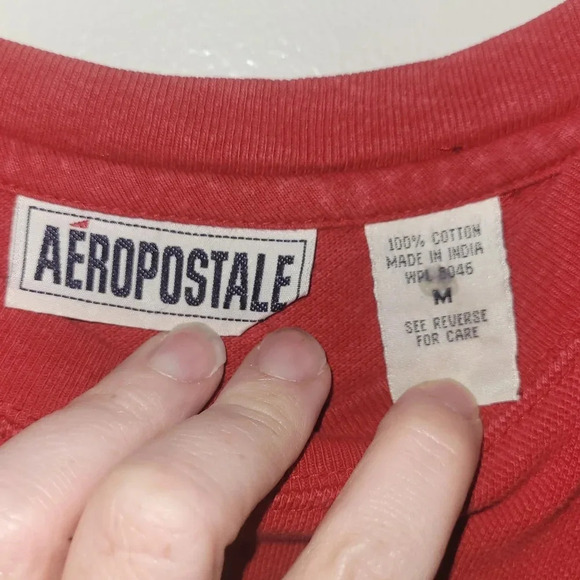 AÉROPOSTALE
100% COTTON
MADE IN INDIA
WPL 8046
M
SEE REVERSE
FOR CARE